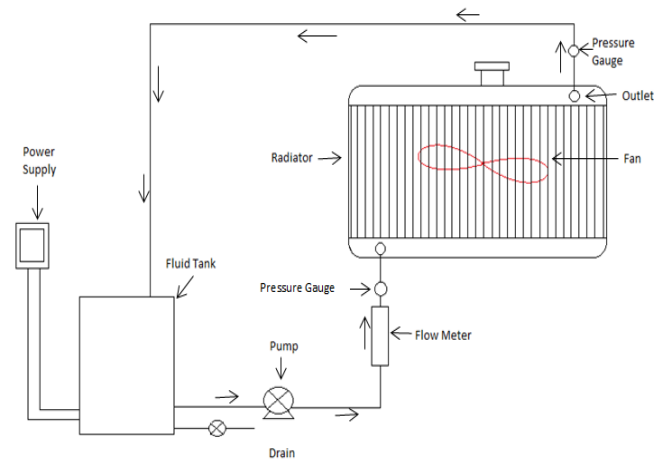 Pressure
Gauge
Outlet
Radiator
Fan
Power
Supply
Fluid Tank
Pressure Gauge
Flow Meter
Pump
Drain